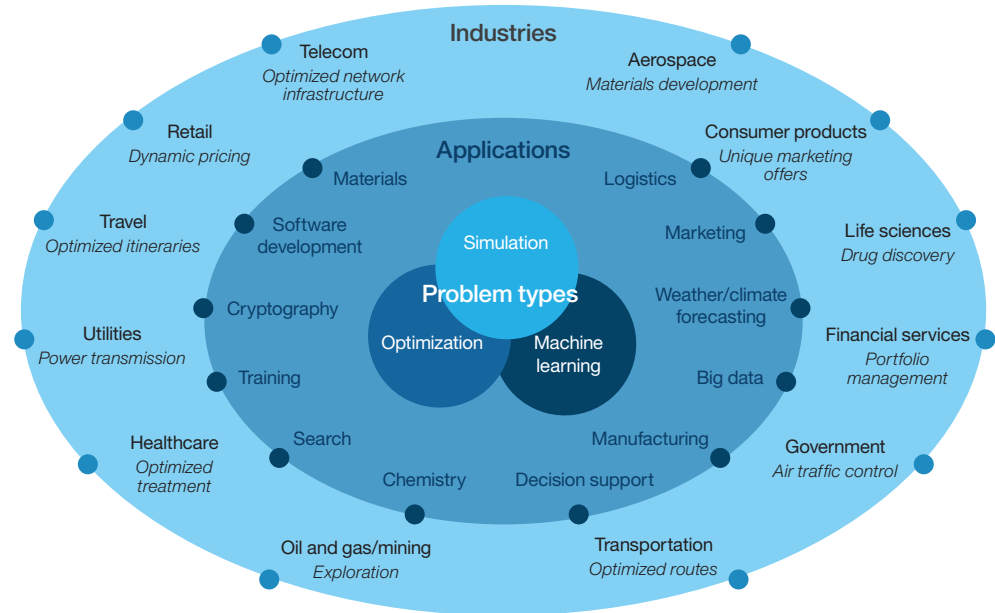 Industries
Telecom
Optimized network
infrastructure
Aerospace
Materials development
Retail
Dynamic pricing
Consumer products
Unique marketing
offers
Travel
Optimized itineraries
Life sciences
Drug discovery
Utilities
Power transmission
Financial services
Portfolio
management
Healthcare
Optimized
treatment
Government
Air traffic control
Oil and gas/mining
Exploration
Transportation
Optimized routes
Applications
Materials
Logistics
Software
development
Marketing
Cryptography
Weather/climate
forecasting
Training
Big data
Search
Manufacturing
Chemistry
Decision support
Simulation
Problem types
Optimization
Machine
learning